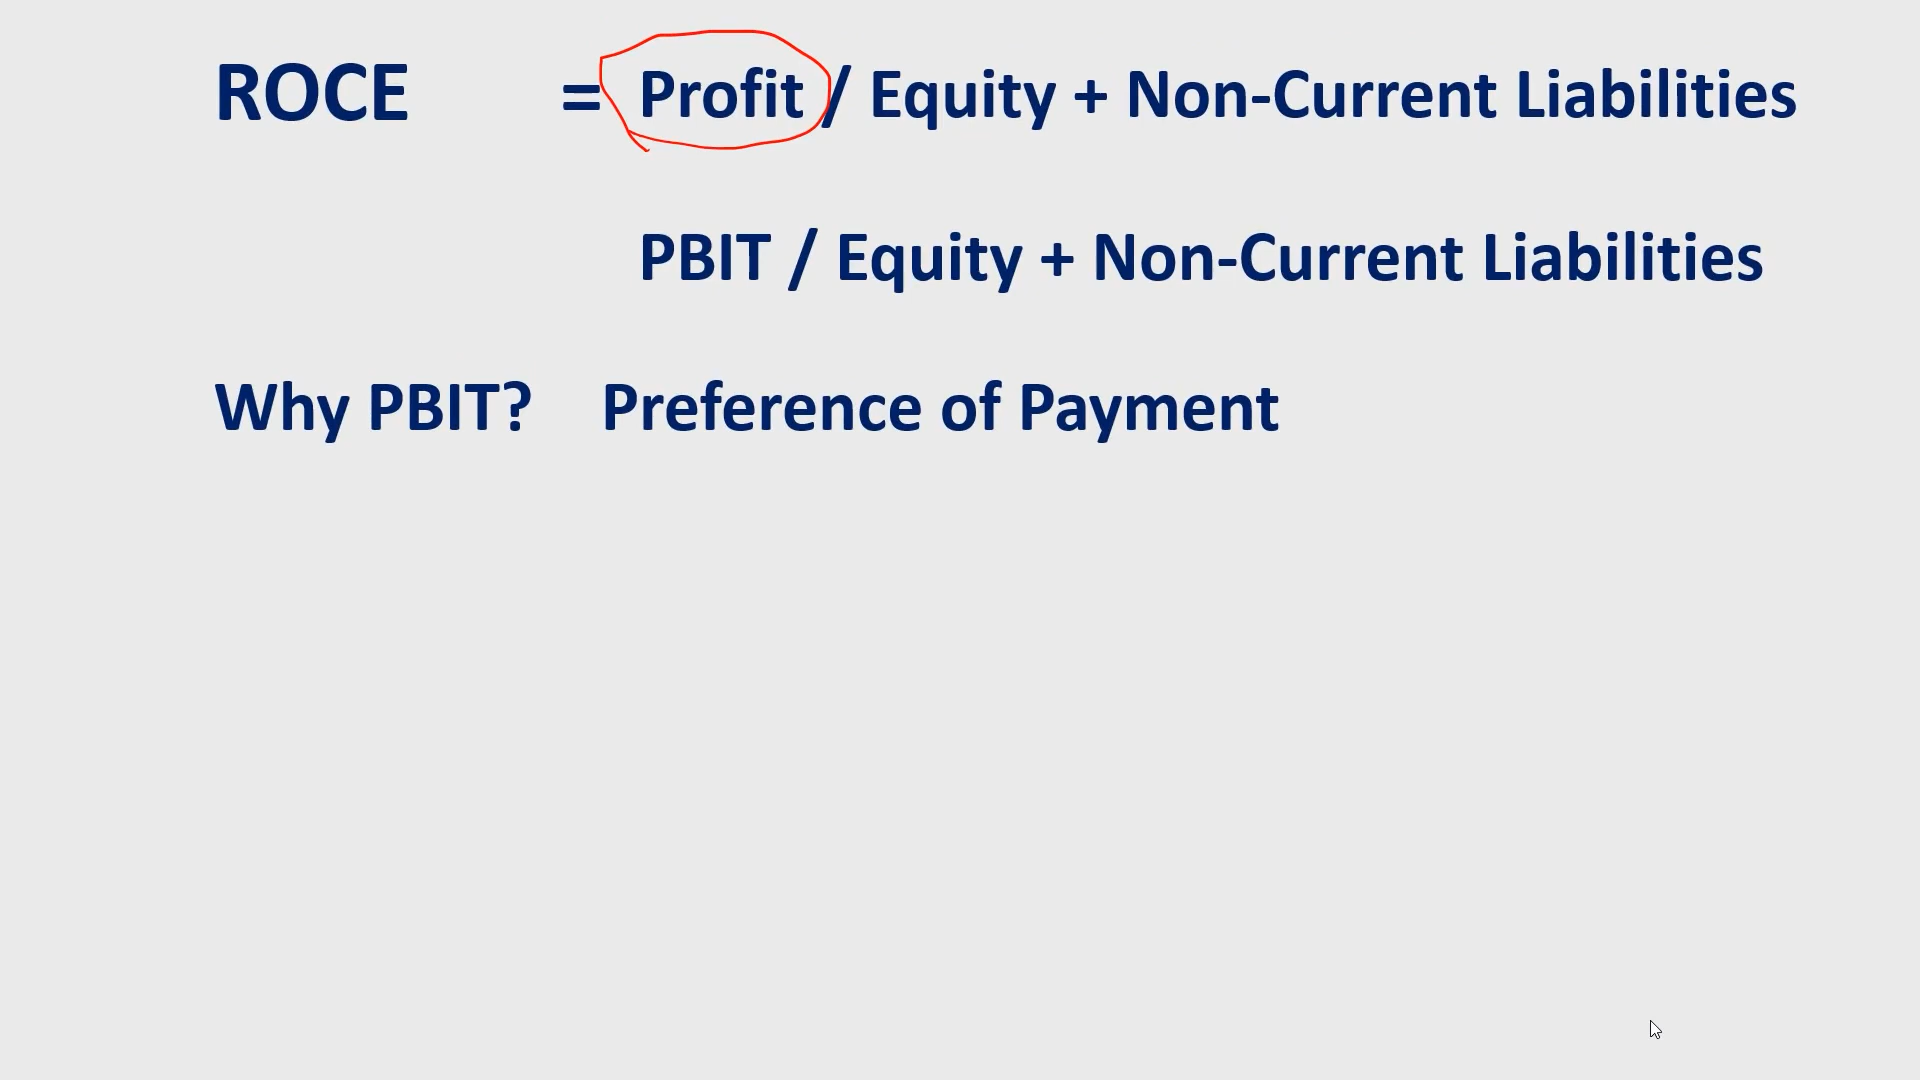 ROCE = Profit / Equity + Non-Current Liabilities
PBIT / Equity + Non-Current Liabilities
Why PBIT? Preference of Payment